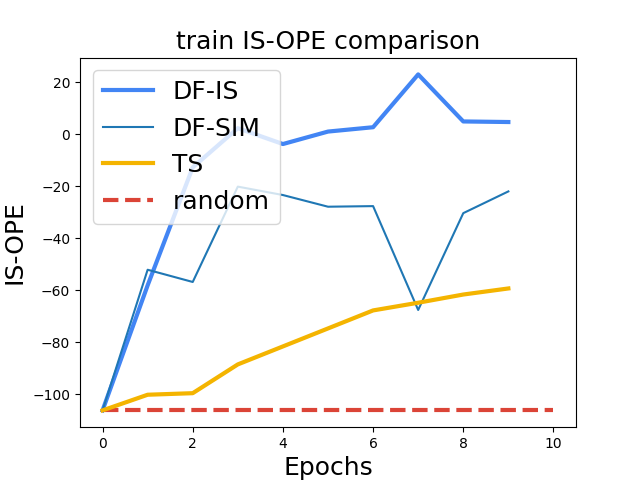 train IS-OPE comparison
IS-OPE
20
0
−20
−40
−60
−80
−100
DF-IS
DF-SIM
TS
random
0 2 4 6 8 10
Epochs